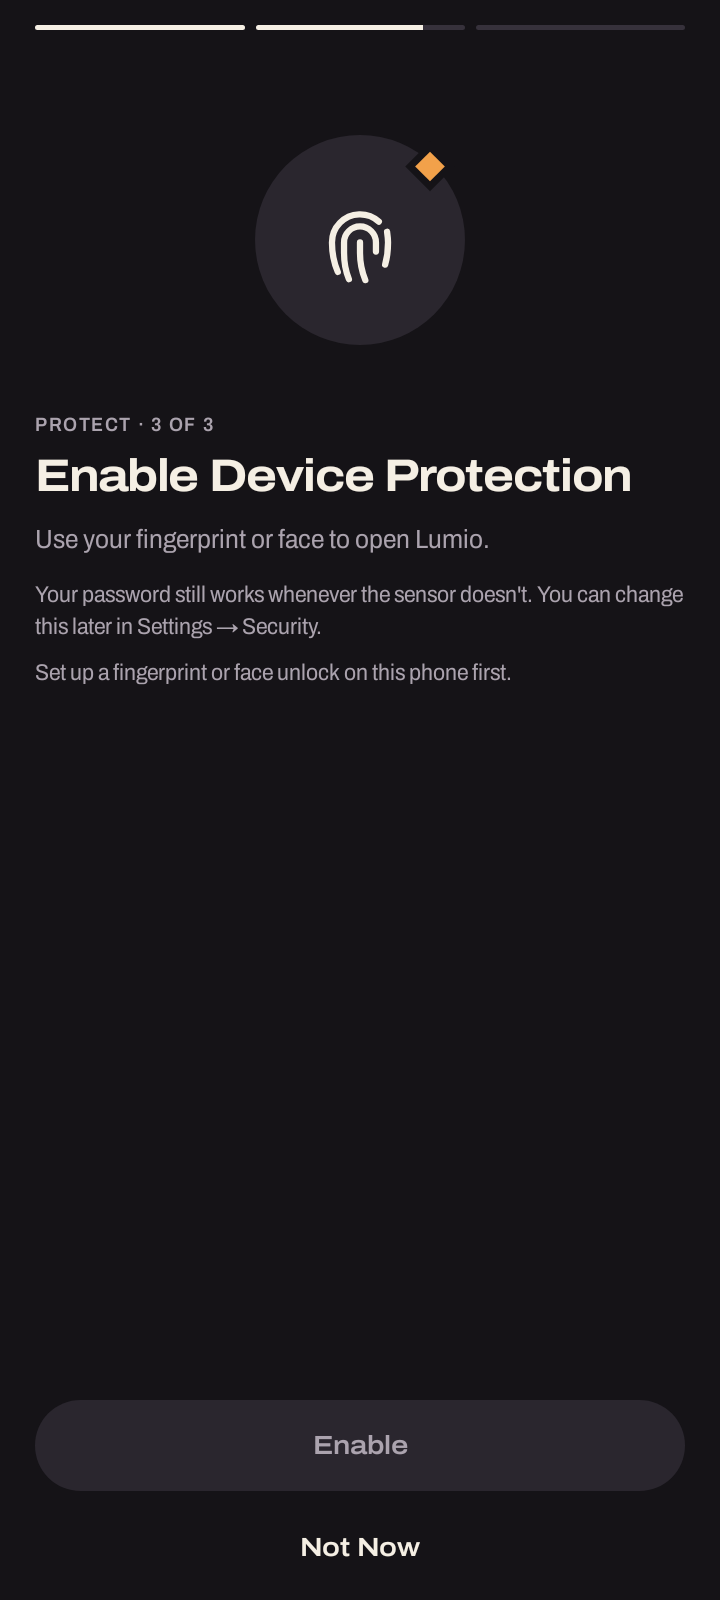 PROTECT · 3 OF 3
Enable Device Protection
Use your fingerprint or face to open Lumio.
Your password still works whenever the sensor doesn't. You can change
this later in Settings → Security.
Set up a fingerprint or face unlock on this phone first.
Enable
Not Now